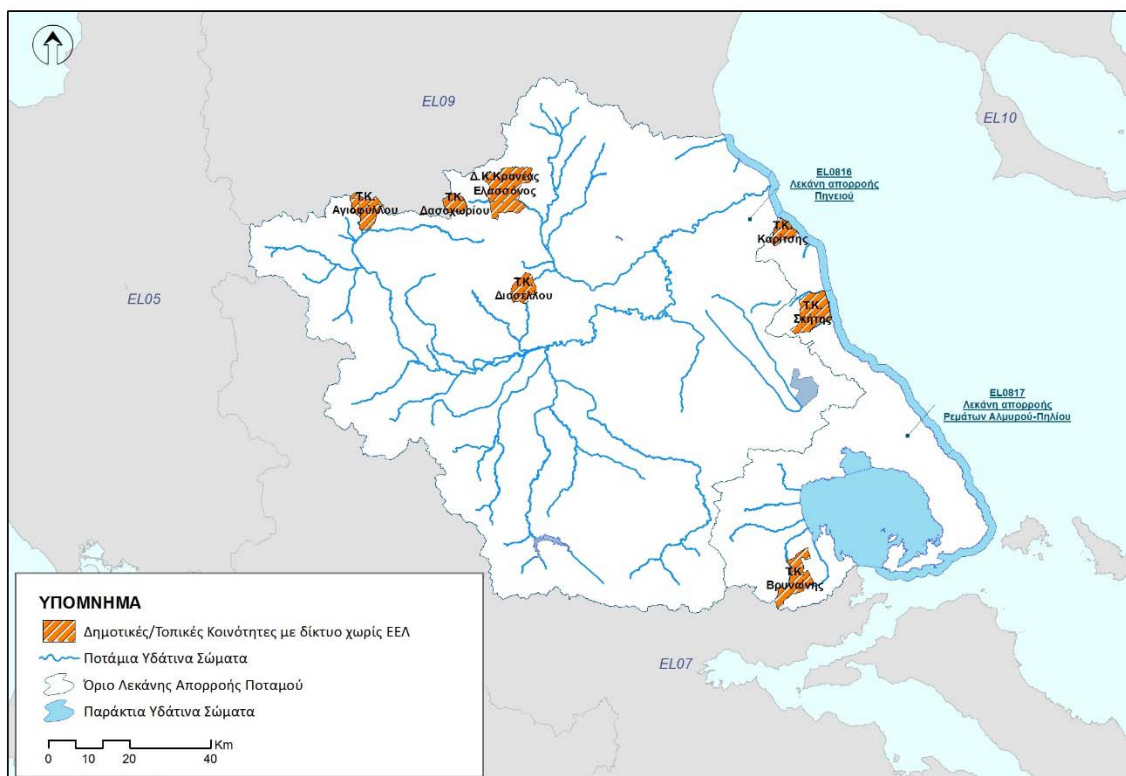 EL09
EL10
EL0816
Λεκάνη απορροής
Πηνειού
Δ.Κ Κρανέας
Ελασσόνος
Τ.Κ.
Αγιοφύλλου
Τ.Κ.
Δασοχωρίου
Τ.Κ.
Καρίτσης
EL05
Τ.Κ.
Διασέλλου
Τ.Κ.
Σκήτης
EL0817
Λεκάνη απορροής
Ρεμάτων Αλμυρού-Πηλίου
Τ.Κ.
Βρυναίνης
EL07
ΥΠΟΜΝΗΜΑ
Δημοτικές/Τοπικές Κοινότητες με δίκτυο χωρίς ΕΕΛ
Ποτάμια Υδάτινα Σώματα
Όριο Λεκάνης Απορροής Ποταμού
Παράκτια Υδάτινα Σώματα
Km
0 10 20 40